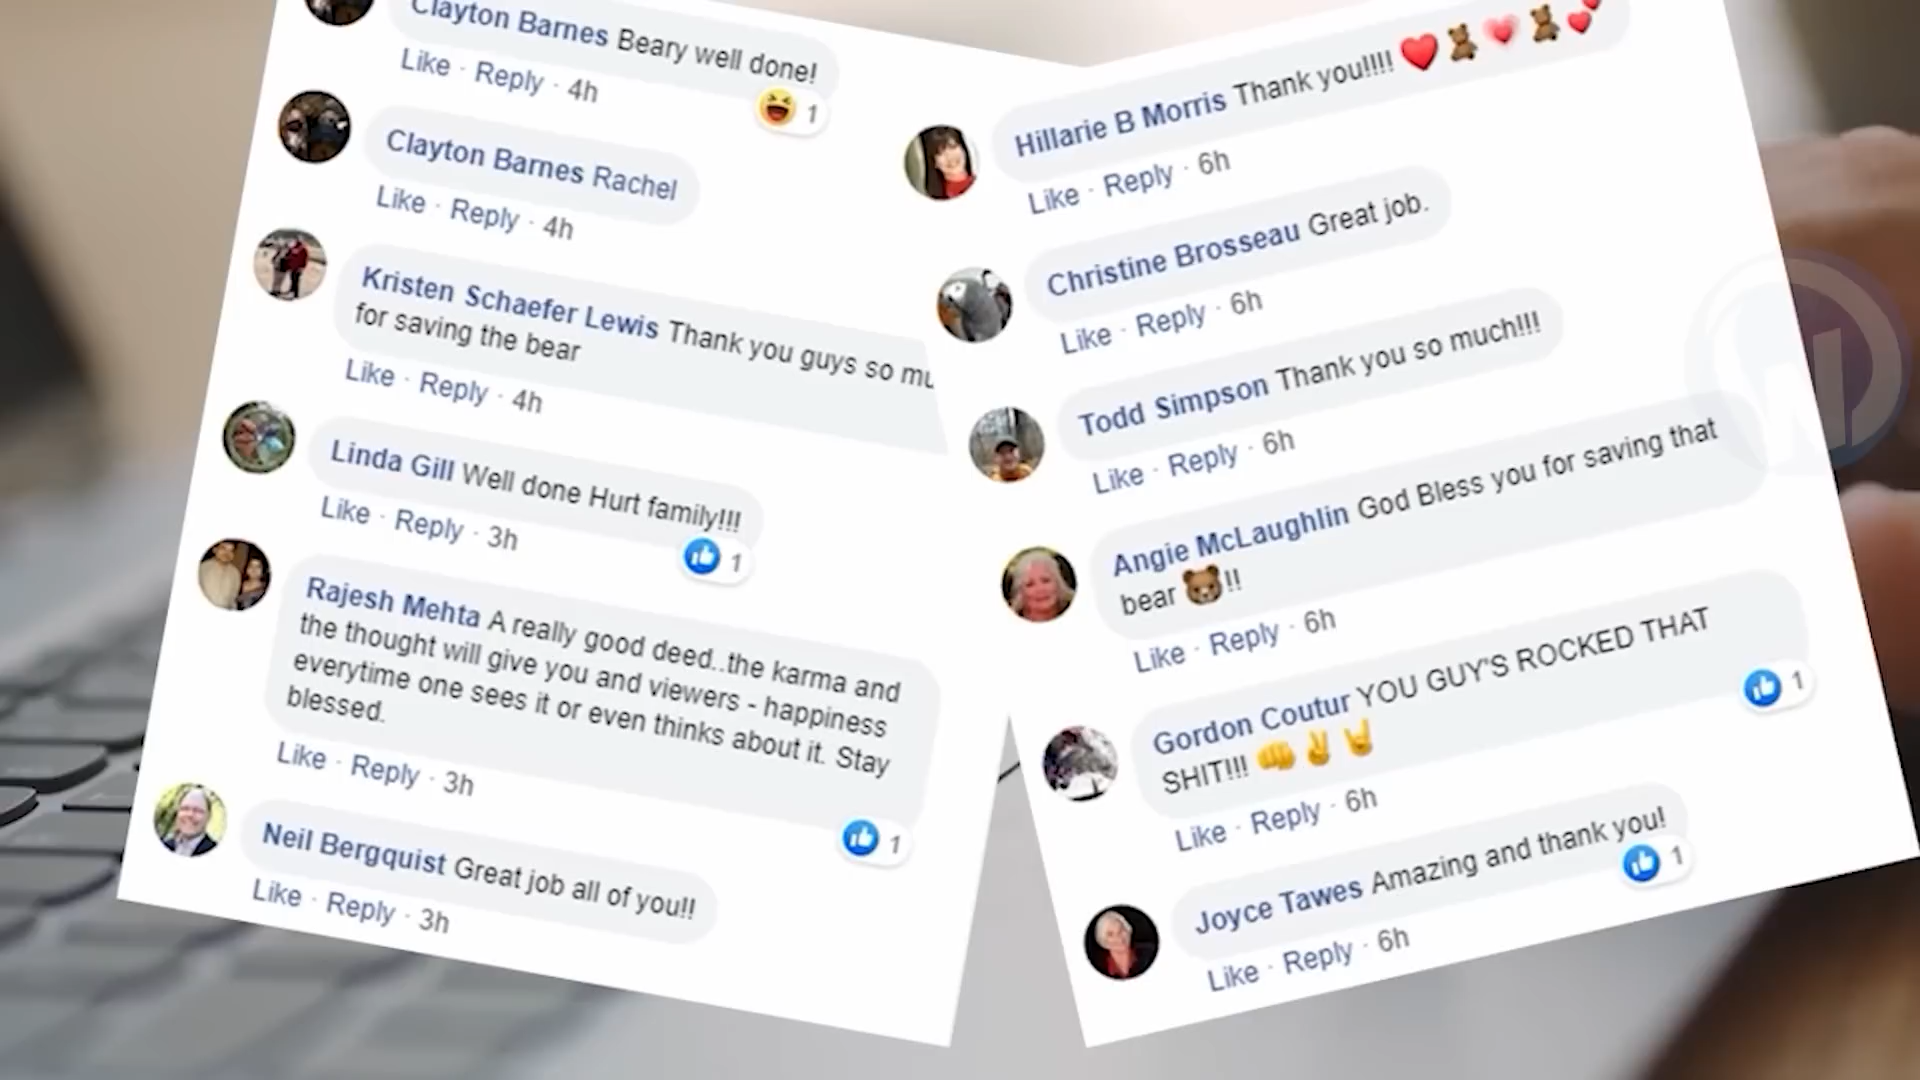 Clayton Barnes Beary well done!
Like · Reply · 4h
1
Clayton Barnes Rachel
Like · Reply · 4h
Kristen Schaefer Lewis Thank you guys so
for saving the bear
Like · Reply · 4h
Linda Gill Well done Hurt family!!!
Like · Reply · 3h
1
Rajesh Mehta A really good deed..the karma and
the thought will give you and viewers - happiness
everytime one sees it or even thinks about it. Stay
blessed.
Like · Reply · 3h
1
Neil Bergquist Great job all of you!!
Like · Reply · 3h
Hillarie B Morris Thank you!!!! ❤️🧸💗🧸💕
Like · Reply · 6h
Christine Brosseau Great job.
Like · Reply · 6h
Todd Simpson Thank you so much!!!
Like · Reply · 6h
Angie McLaughlin God Bless you for saving that
bear 🐻!!
Like · Reply · 6h
Gordon Coutur YOU GUY'S ROCKED THAT
SHIT!!! 👊✌️🤘
1
Like · Reply · 6h
Joyce Tawes Amazing and thank you!
1
Like · Reply · 6h